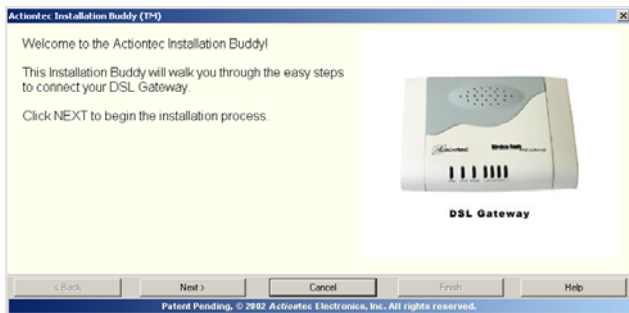 Actiontec Installation Buddy (TM)
Welcome to the Actiontec Installation Buddy!
This Installation Buddy will walk you through the easy steps
to connect your DSL Gateway.
Click NEXT to begin the installation process.
Actiontec
DSL Gateway
< Back
Next >
Cancel
Finish
Help
Patent Pending, © 2002 Actiontec Electronics, Inc. All rights reserved.